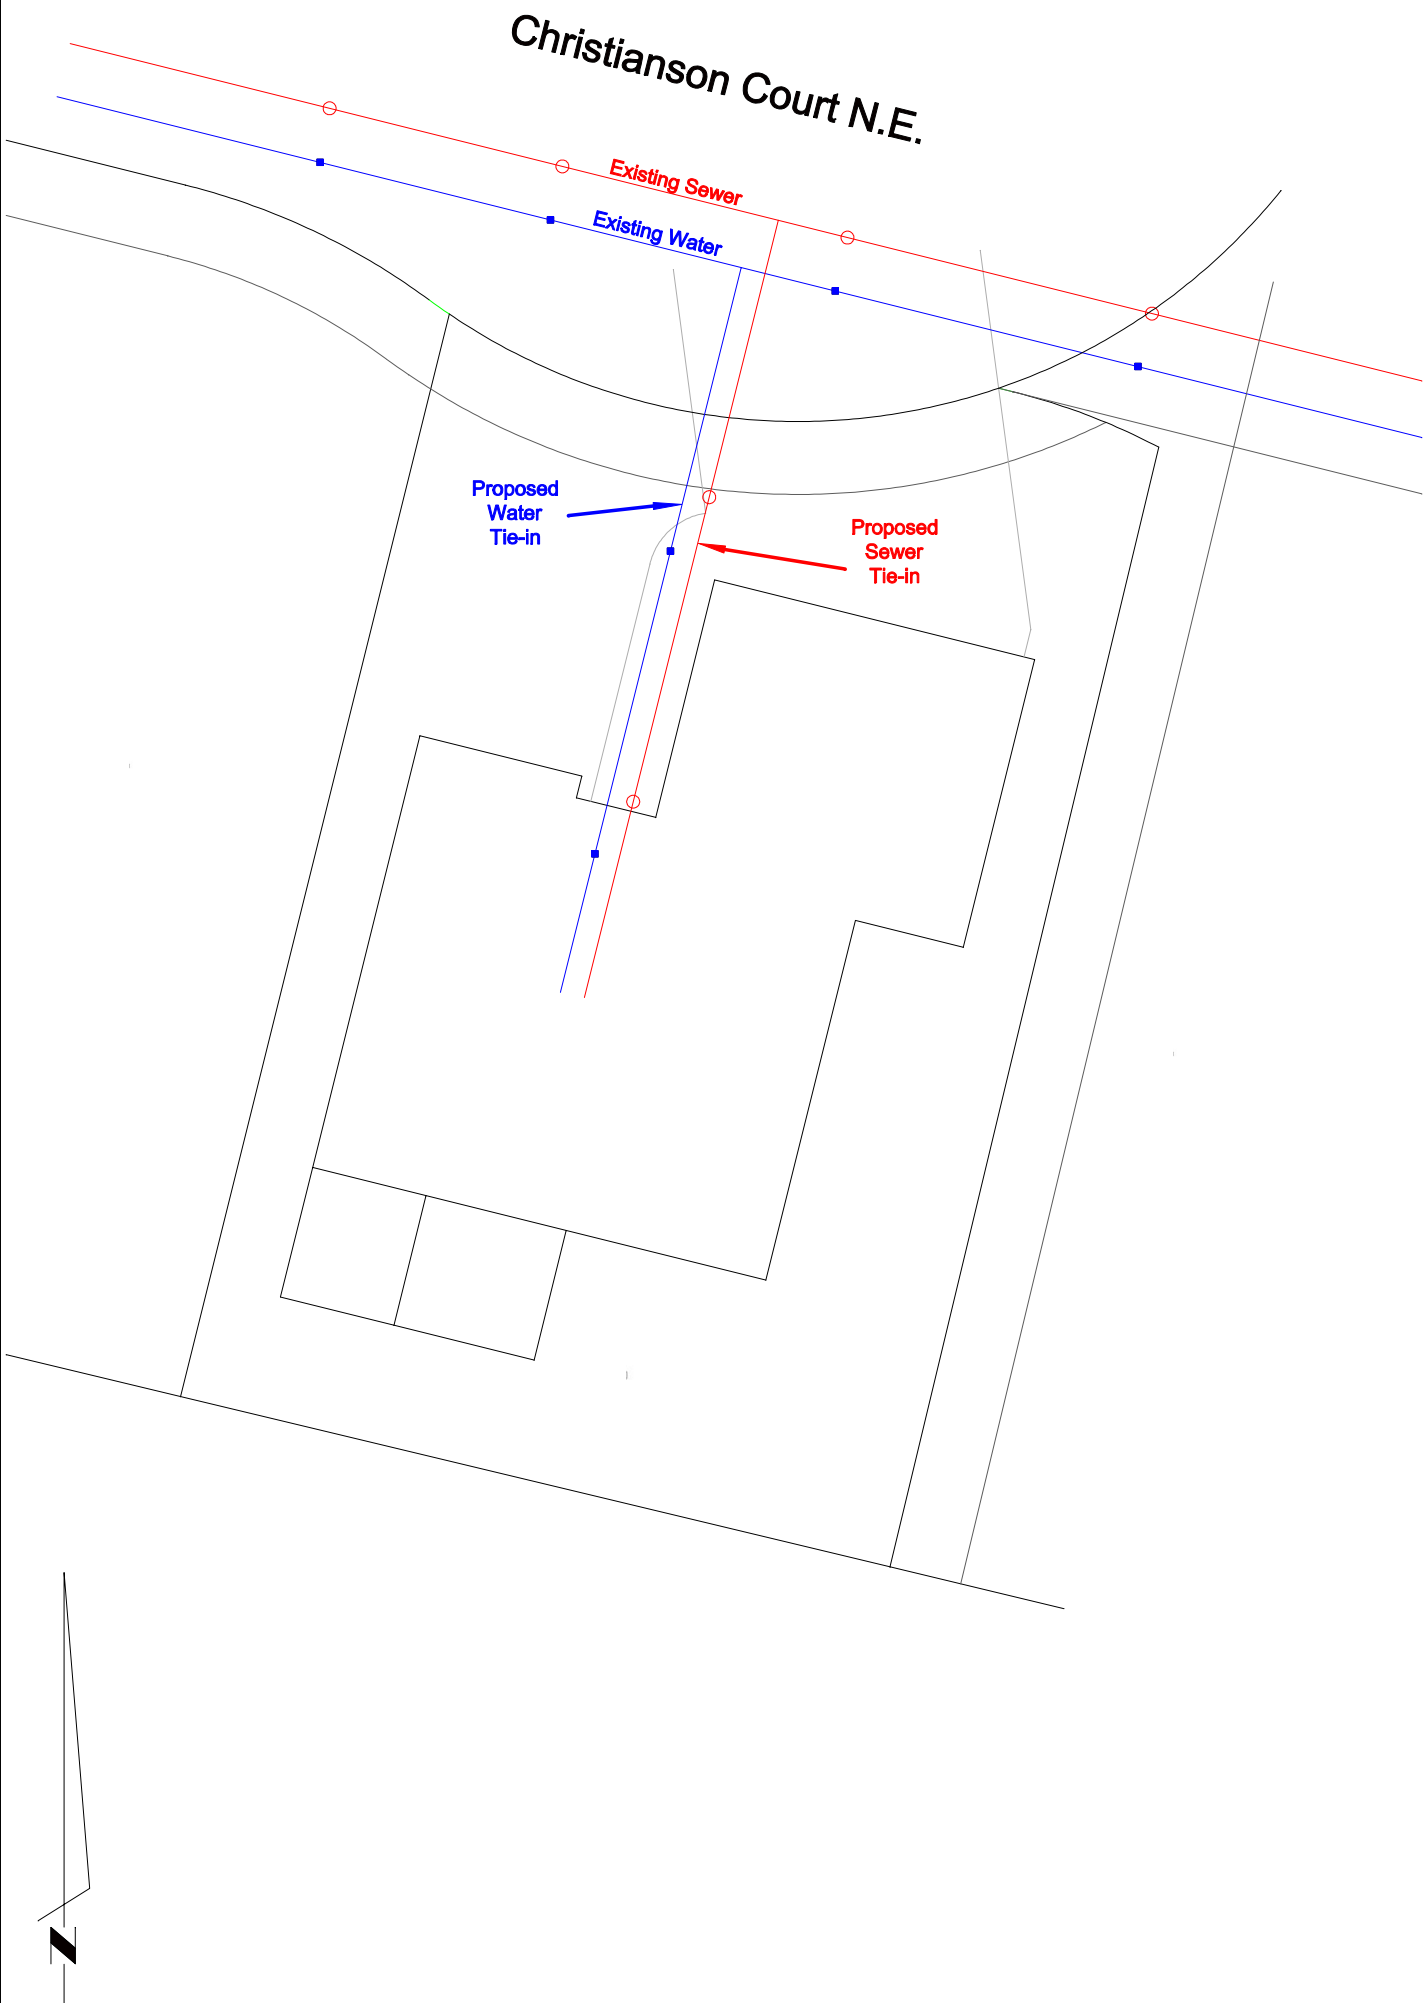 Christianson Court N.E.
Existing Sewer
Existing Water
Proposed
Water
Tie-in
Proposed
Sewer
Tie-in
N